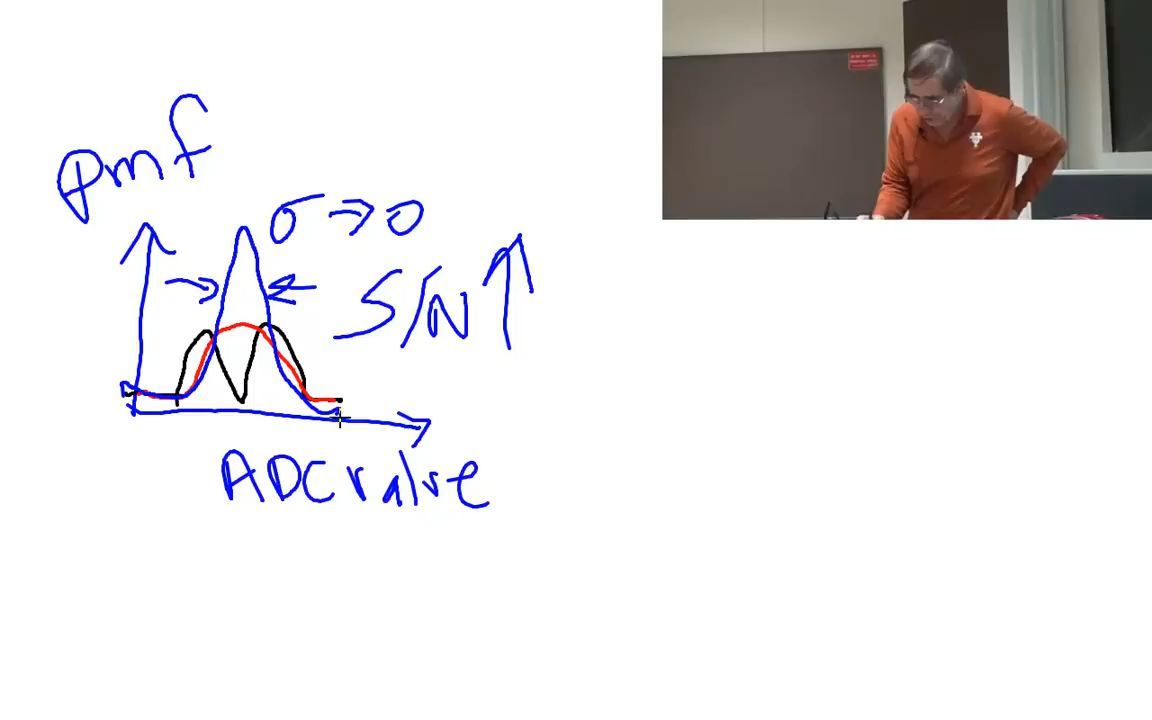 pmf
σ → 0
S/N ↑
ADC value